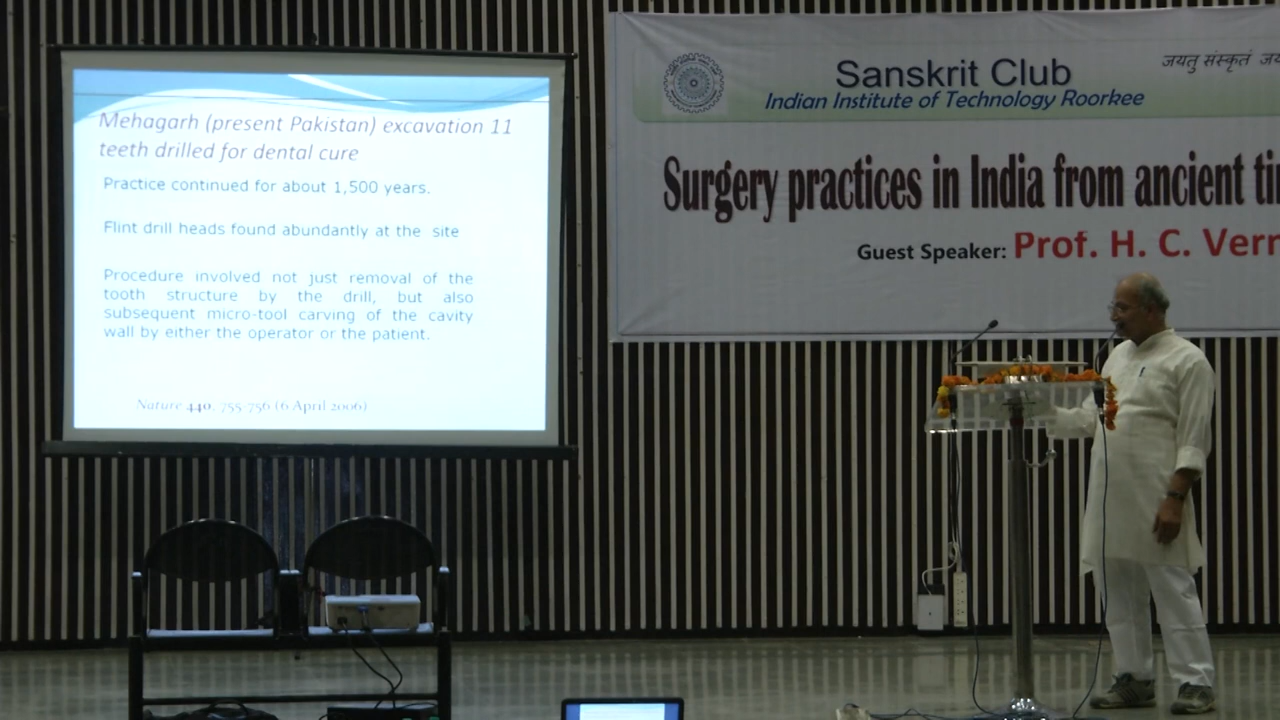 Mehagarh (present Pakistan) excavation 11
teeth drilled for dental cure
Practice continued for about 1,500 years.
Flint drill heads found abundantly at the site
Procedure involved not just removal of the
tooth structure by the drill, but also
subsequent micro-tool carving of the cavity
wall by either the operator or the patient.
Nature 440, 755-756 (6 April 2006)
Sanskrit Club
Indian Institute of Technology Roorkee
जयतु संस्कृतं
Surgery practices in India from ancient
Guest Speaker: Prof. H. C.